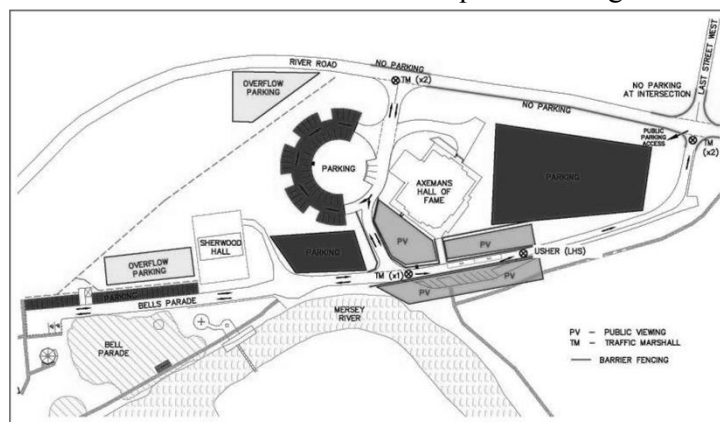 RIVER ROAD
NO PARKING
TM (x2)
OVERFLOW
PARKING
LAST STREET WEST
NO PARKING
AT INTERSECTION
NO PARKING
PUBLIC
PARKING
ACCESS
TM
(x2)
PARKING
AXEMANS
HALL OF
FAME
PARKING
SHERWOOD
HALL
PARKING
PV
PV
USHER (LHS)
OVERFLOW
PARKING
TM (x1)
PV
PV
PARKING
BELLS PARADE
MERSEY
RIVER
BELL
PARADE
PV – PUBLIC VIEWING
TM – TRAFFIC MARSHALL
BARRIER FENCING